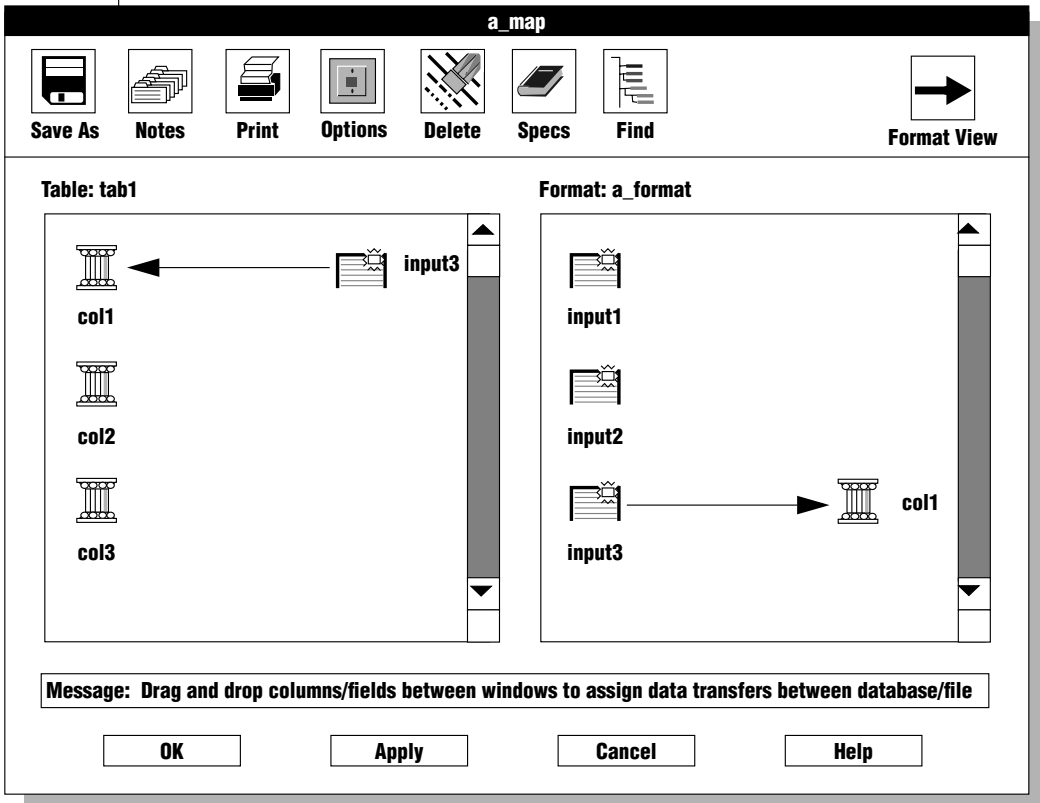 a_map
Save As Notes Print Options Delete Specs Find Format View
Table: tab1 Format: a_format
input3
col1 input1
col2 input2
col1
col3 input3
Message: Drag and drop columns/fields between windows to assign data transfers between database/file
OK Apply Cancel Help